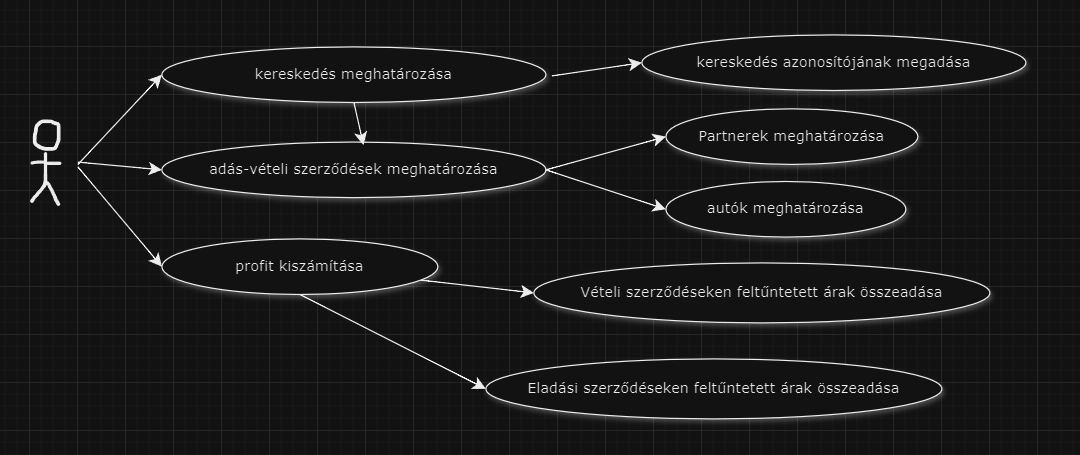 kereskedés meghatározása
kereskedés azonosítójának megadása
Partnerek meghatározása
adás-vételi szerződések meghatározása
autók meghatározása
profit kiszámítása
Vételi szerződéseken feltűntetett árak összeadása
Eladási szerződéseken feltűntetett árak összeadása